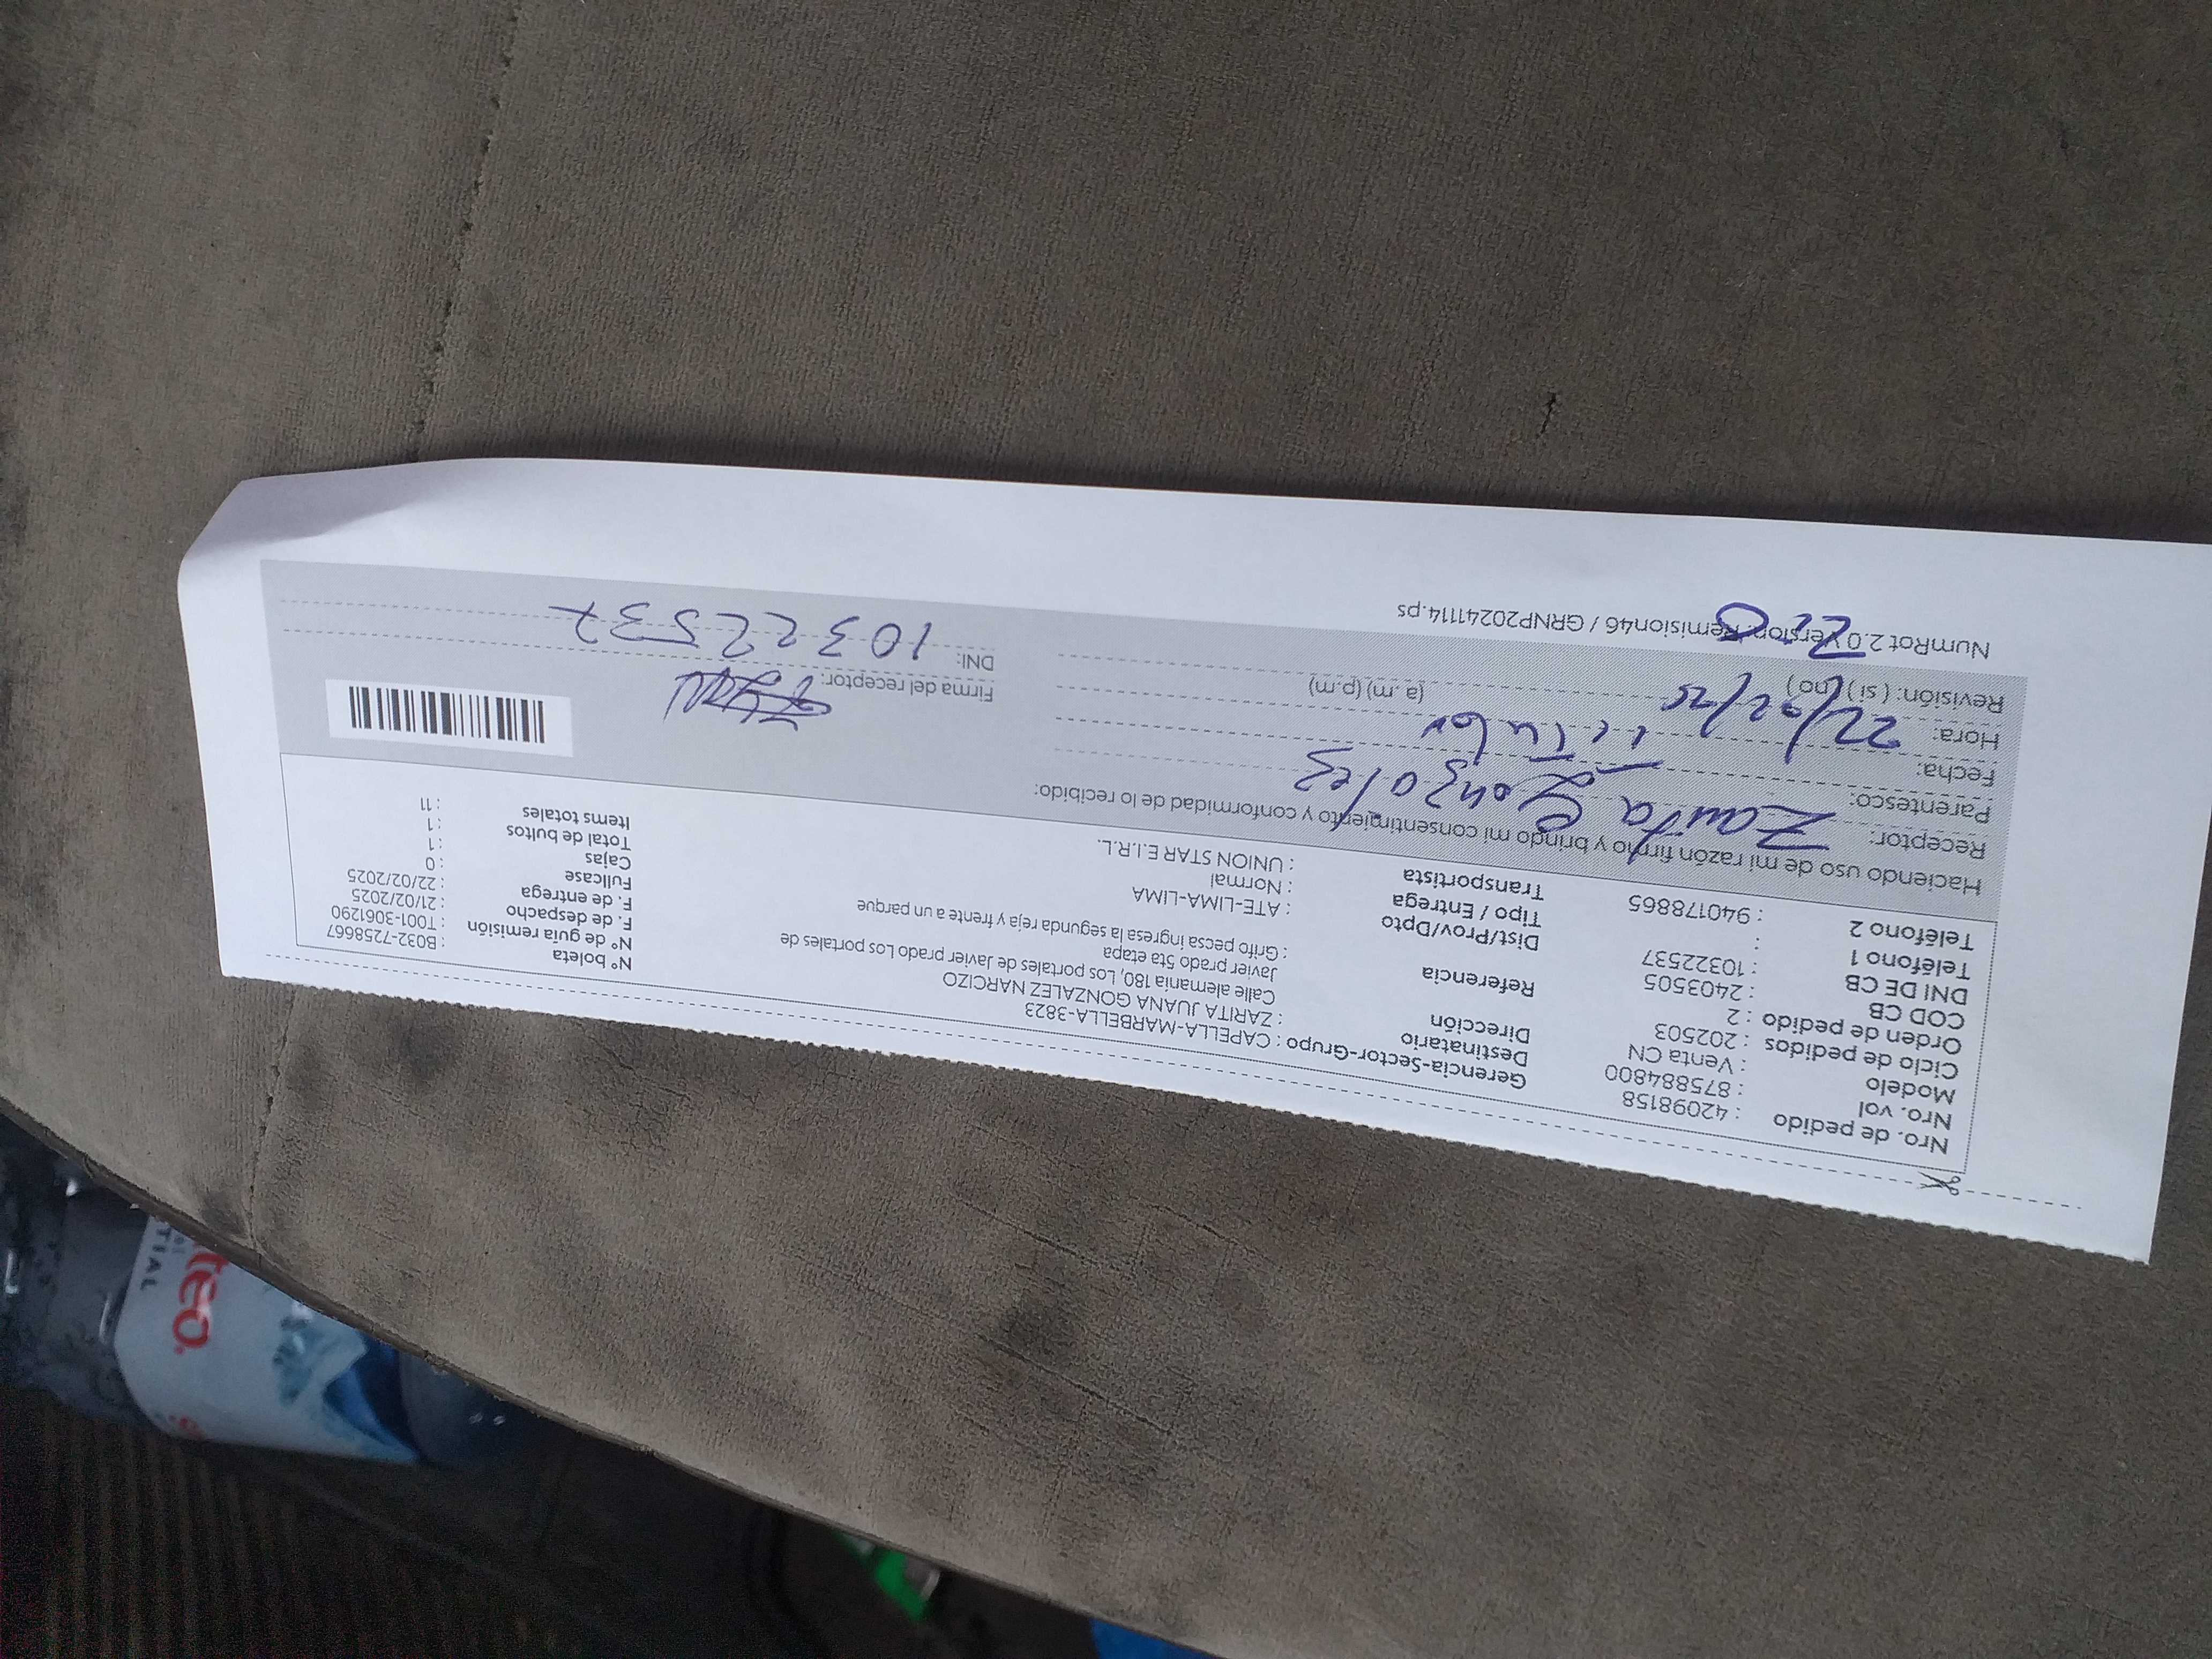 Nro. de pedido : 42098158
Nro. vol : 875884800
Modelo : Venta CN
Ciclo de pedidos : 202503
Orden de pedido : 2
COD CB : 2403505
DNI DE CB : 10322537
Teléfono 1 :
Teléfono 2 : 940178865
Gerencia-Sector-Grupo : CAPELLA-MARBELLA-3823
Destinatario : ZARITA JUANA GONZALEZ NARCIZO
Dirección Calle alemania 180, Los portales de Javier prado Los portales de
Javier prado 5ta etapa
Referencia : Grifo pecsa ingresa la segunda reja y frente a un parque
Dist/Prov/Dpto : ATE-LIMA-LIMA
Tipo / Entrega : Normal
Transportista : UNION STAR E.I.R.L.
N° boleta : B032-7258667
N° de guía remisión : T001-3061290
F. de despacho : 21/02/2025
F. de entrega : 22/02/2025
Fullcase : 0
Cajas : 1
Total de bultos : 1
Items totales : 11
Haciendo uso de mi razón firmo y brindo mi consentimiento y conformidad de lo recibido:
Receptor: Zarita Gonzalez
Parentesco: Titular
Fecha: 22/02/25
Hora: (a. m) (p.m)
Revisión: ( si ) ( no )
Firma del receptor:
DNI: 10322537
NumRot 2.0 Version: Remision46 / GRNP20241114.ps
teo
TIAL